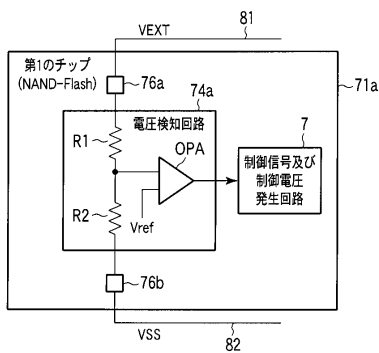 VEXT
81
第1のチップ
(NAND-Flash)
76a
74a
71a
電圧検知回路
R1
OPA
7
制御信号及び
制御電圧
発生回路
R2
Vref
76b
VSS
82